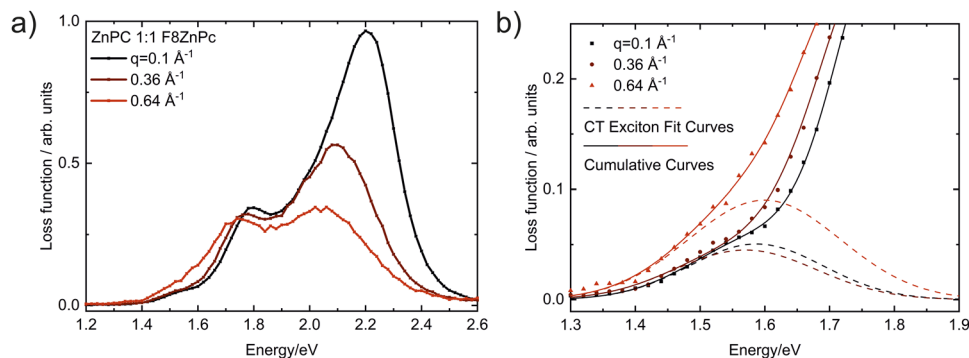 a)
ZnPC 1:1 F8ZnPc
q=0.1 Å⁻¹
0.36 Å⁻¹
0.64 Å⁻¹
Loss function / arb. units
1.0
0.5
0.0
1.2 1.4 1.6 1.8 2.0 2.2 2.4 2.6
Energy/eV
b)
q=0.1 Å⁻¹
0.36 Å⁻¹
0.64 Å⁻¹
CT Exciton Fit Curves
Cumulative Curves
Loss function / arb. units
0.2
0.1
0.0
1.3 1.4 1.5 1.6 1.7 1.8 1.9
Energy/eV